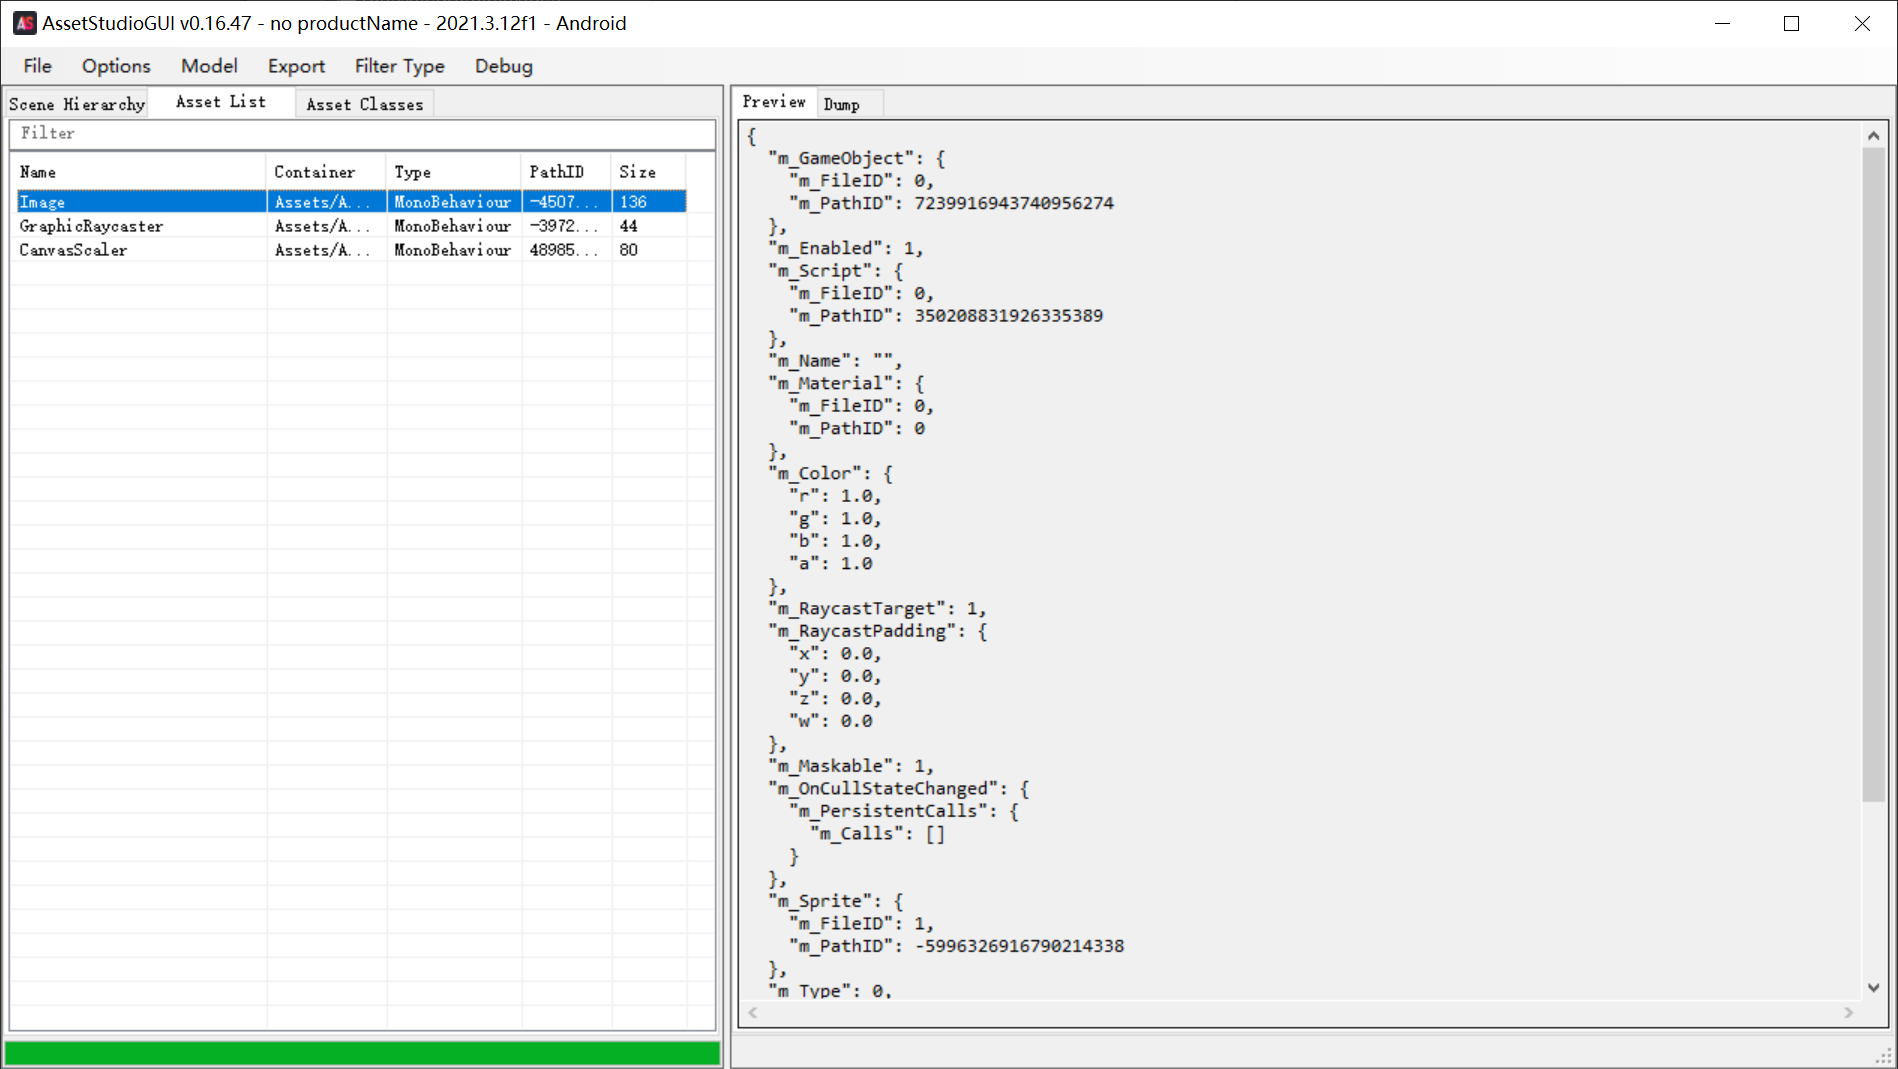 AssetStudioGUI v0.16.47 - no productName - 2021.3.12f1 - Android
File Options Model Export Filter Type Debug
Scene Hierarchy Asset List Asset Classes
Filter
Name Container Type PathID Size
Image Assets/A... MonoBehaviour -4507... 136
GraphicRaycaster Assets/A... MonoBehaviour -3972... 44
CanvasScaler Assets/A... MonoBehaviour 48985... 80
Preview Dump
{
"m_GameObject": {
"m_FileID": 0,
"m_PathID": 7239916943740956274
},
"m_Enabled": 1,
"m_Script": {
"m_FileID": 0,
"m_PathID": 350208831926335389
},
"m_Name": "",
"m_Material": {
"m_FileID": 0,
"m_PathID": 0
},
"m_Color": {
"r": 1.0,
"g": 1.0,
"b": 1.0,
"a": 1.0
},
"m_RaycastTarget": 1,
"m_RaycastPadding": {
"x": 0.0,
"y": 0.0,
"z": 0.0,
"w": 0.0
},
"m_Maskable": 1,
"m_OnCullStateChanged": {
"m_PersistentCalls": {
"m_Calls": []
}
},
"m_Sprite": {
"m_FileID": 1,
"m_PathID": -5996326916790214338
},
"m_Type": 0,